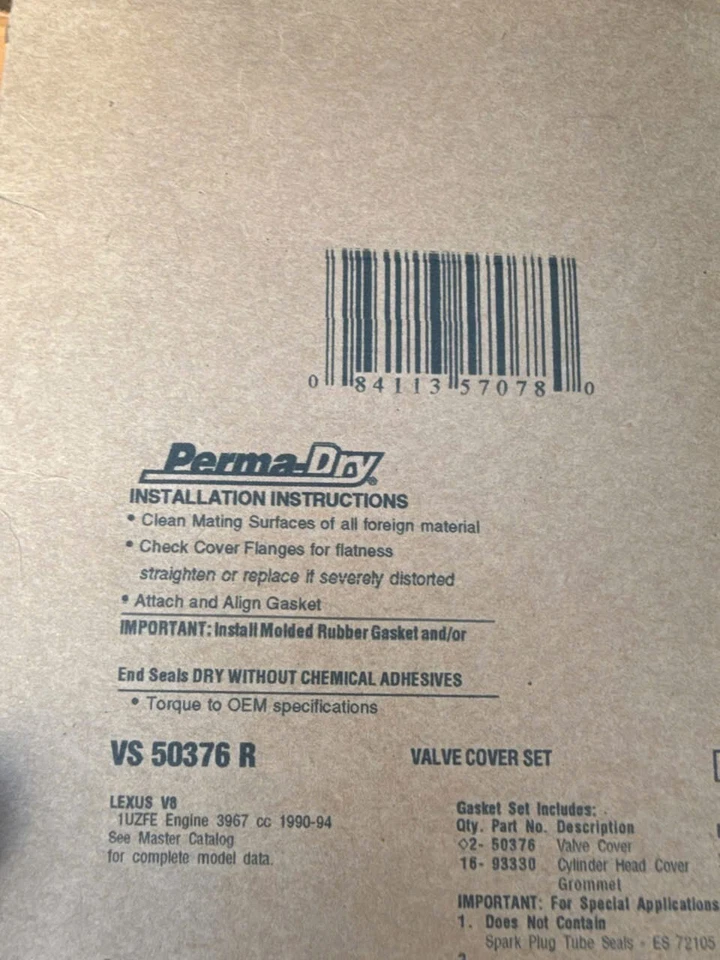 0 84113 57078 0
Perma-Dry®
INSTALLATION INSTRUCTIONS
• Clean Mating Surfaces of all foreign material
• Check Cover Flanges for flatness
straighten or replace if severely distorted
• Attach and Align Gasket
IMPORTANT: Install Molded Rubber Gasket and/or
End Seals DRY WITHOUT CHEMICAL ADHESIVES
• Torque to OEM specifications
VS 50376 R
VALVE COVER SET
LEXUS V8
1UZFE Engine 3967 cc 1990-94
See Master Catalog
for complete model data.
Gasket Set Includes:
Qty. Part No. Description
◇2- 50376 Valve Cover
16- 93330 Cylinder Head Cover
Grommet
IMPORTANT: For Special Applications
1. Does Not Contain
Spark Plug Tube Seals - ES 72105